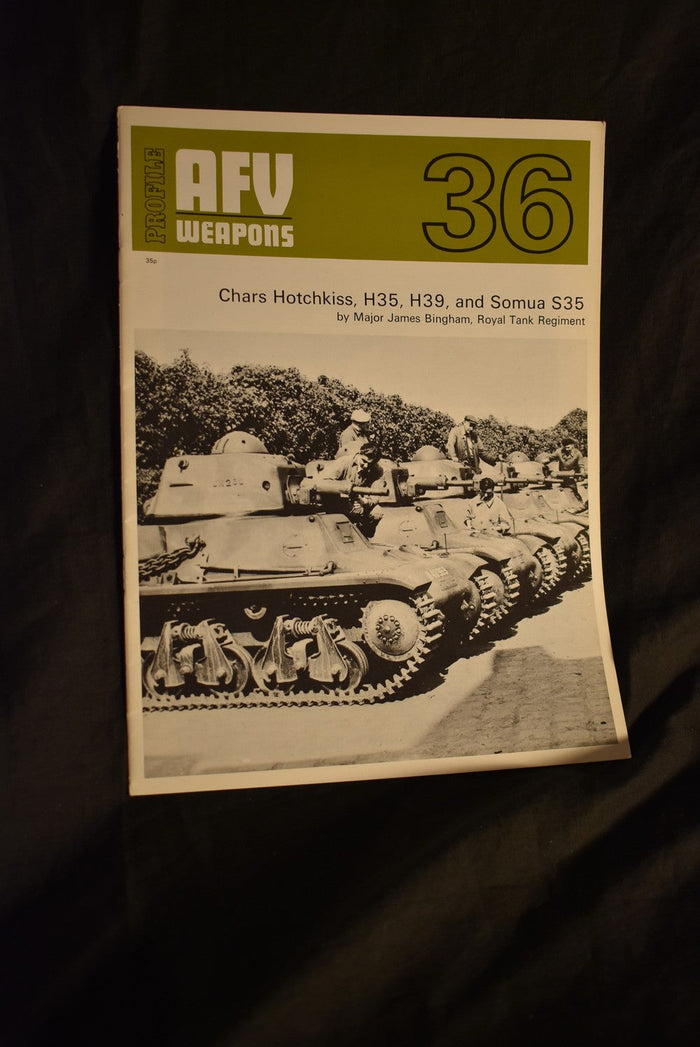 PROFILE
AFV
WEAPONS
36
35p
Chars Hotchkiss, H35, H39, and Somua S35
by Major James Bingham, Royal Tank Regiment